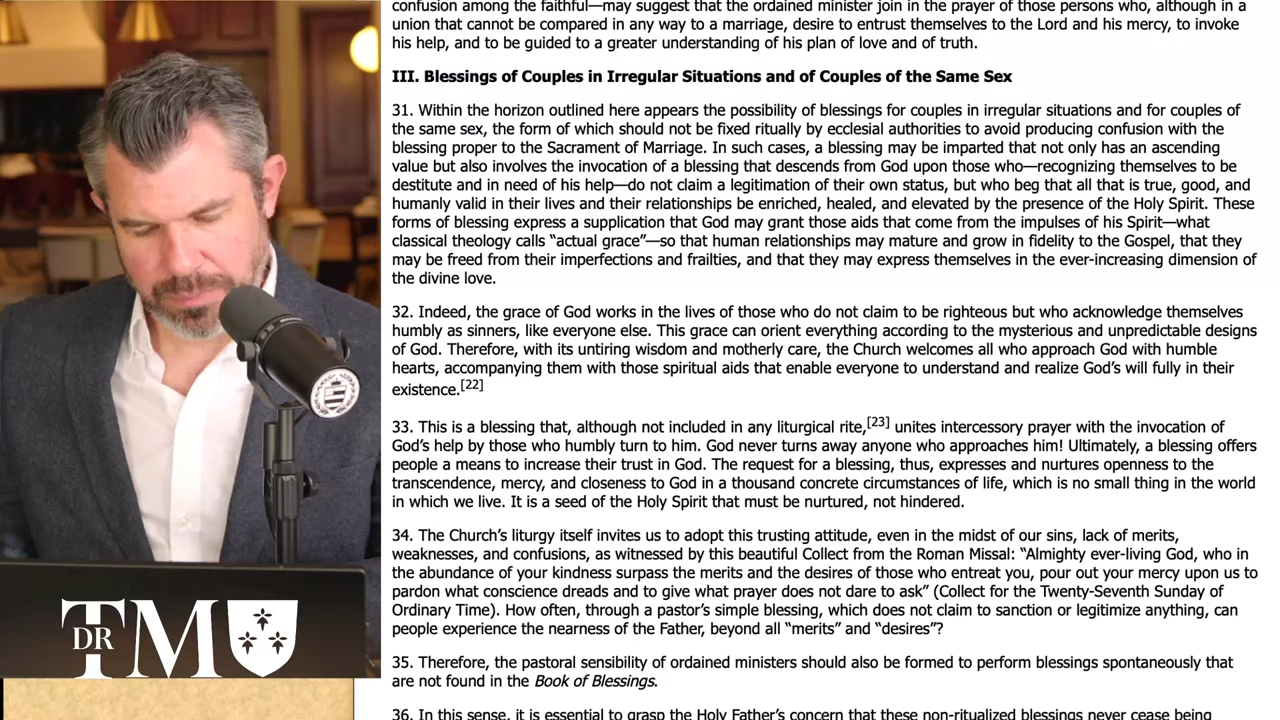 confusion among the faithful—may suggest that the ordained minister join in the prayer of those persons who, although in a
union that cannot be compared in any way to a marriage, desire to entrust themselves to the Lord and his mercy, to invoke
his help, and to be guided to a greater understanding of his plan of love and of truth.
III. Blessings of Couples in Irregular Situations and of Couples of the Same Sex
31. Within the horizon outlined here appears the possibility of blessings for couples in irregular situations and for couples of
the same sex, the form of which should not be fixed ritually by ecclesial authorities to avoid producing confusion with the
blessing proper to the Sacrament of Marriage. In such cases, a blessing may be imparted that not only has an ascending
value but also involves the invocation of a blessing that descends from God upon those who—recognizing themselves to be
destitute and in need of his help—do not claim a legitimation of their own status, but who beg that all that is true, good, and
humanly valid in their lives and their relationships be enriched, healed, and elevated by the presence of the Holy Spirit. These
forms of blessing express a supplication that God may grant those aids that come from the impulses of his Spirit—what
classical theology calls “actual grace”—so that human relationships may mature and grow in fidelity to the Gospel, that they
may be freed from their imperfections and frailties, and that they may express themselves in the ever-increasing dimension of
the divine love.
32. Indeed, the grace of God works in the lives of those who do not claim to be righteous but who acknowledge themselves
humbly as sinners, like everyone else. This grace can orient everything according to the mysterious and unpredictable designs
of God. Therefore, with its untiring wisdom and motherly care, the Church welcomes all who approach God with humble
hearts, accompanying them with those spiritual aids that enable everyone to understand and realize God’s will fully in their
existence.[22]
33. This is a blessing that, although not included in any liturgical rite,[23] unites intercessory prayer with the invocation of
God’s help by those who humbly turn to him. God never turns away anyone who approaches him! Ultimately, a blessing offers
people a means to increase their trust in God. The request for a blessing, thus, expresses and nurtures openness to the
transcendence, mercy, and closeness to God in a thousand concrete circumstances of life, which is no small thing in the world
in which we live. It is a seed of the Holy Spirit that must be nurtured, not hindered.
34. The Church’s liturgy itself invites us to adopt this trusting attitude, even in the midst of our sins, lack of merits,
weaknesses, and confusions, as witnessed by this beautiful Collect from the Roman Missal: “Almighty ever-living God, who in
the abundance of your kindness surpass the merits and the desires of those who entreat you, pour out your mercy upon us to
pardon what conscience dreads and to give what prayer does not dare to ask” (Collect for the Twenty-Seventh Sunday of
Ordinary Time). How often, through a pastor’s simple blessing, which does not claim to sanction or legitimize anything, can
people experience the nearness of the Father, beyond all “merits” and “desires”?
35. Therefore, the pastoral sensibility of ordained ministers should also be formed to perform blessings spontaneously that
are not found in the Book of Blessings.
36. In this sense, it is essential to grasp the Holy Father’s concern that these non-ritualized blessings never cease being
DR TM